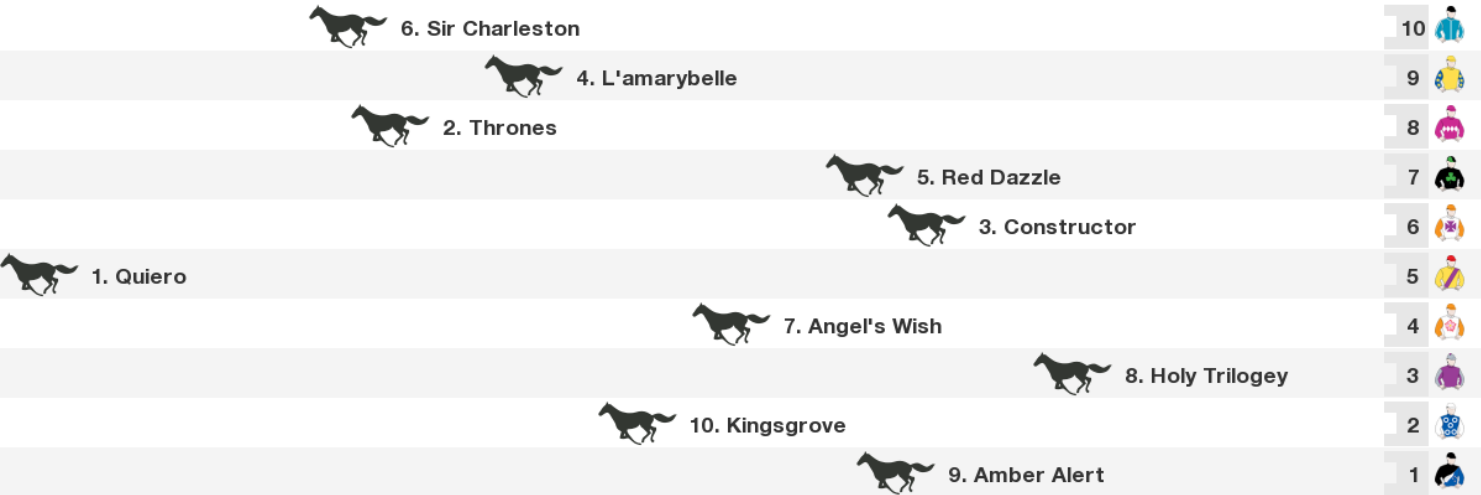 6. Sir Charleston 10
4. L'amarybelle 9
2. Thrones 8
5. Red Dazzle 7
3. Constructor 6
1. Quiero 5
7. Angel's Wish 4
8. Holy Trilogey 3
10. Kingsgrove 2
9. Amber Alert 1